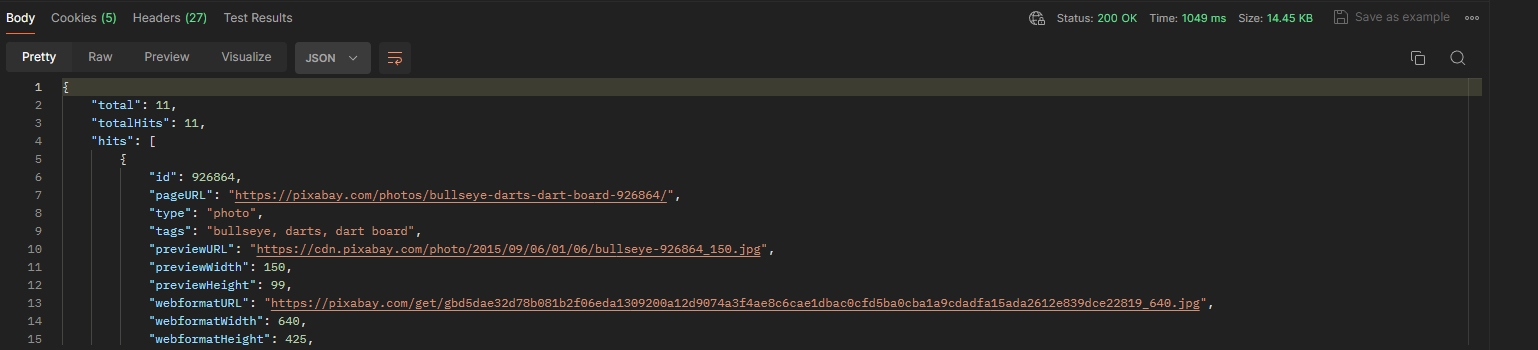 Body Cookies (5) Headers (27) Test Results Status: 200 OK Time: 1049 ms Size: 14.45 KB Save as example
Pretty Raw Preview Visualize JSON
1 {
2 "total": 11,
3 "totalHits": 11,
4 "hits": [
5 {
6 "id": 926864,
7 "pageURL": "https://pixabay.com/photos/bullseye-darts-dart-board-926864/",
8 "type": "photo",
9 "tags": "bullseye, darts, dart board",
10 "previewURL": "https://cdn.pixabay.com/photo/2015/09/06/01/06/bullseye-926864_150.jpg",
11 "previewWidth": 150,
12 "previewHeight": 99,
13 "webformatURL": "https://pixabay.com/get/gbd5dae32d78b081b2f06eda1309200a12d9074a3f4ae8c6cae1dbac0cfd5ba0cba1a9cdadfa15ada2612e839dce22819_640.jpg",
14 "webformatWidth": 640,
15 "webformatHeight": 425,